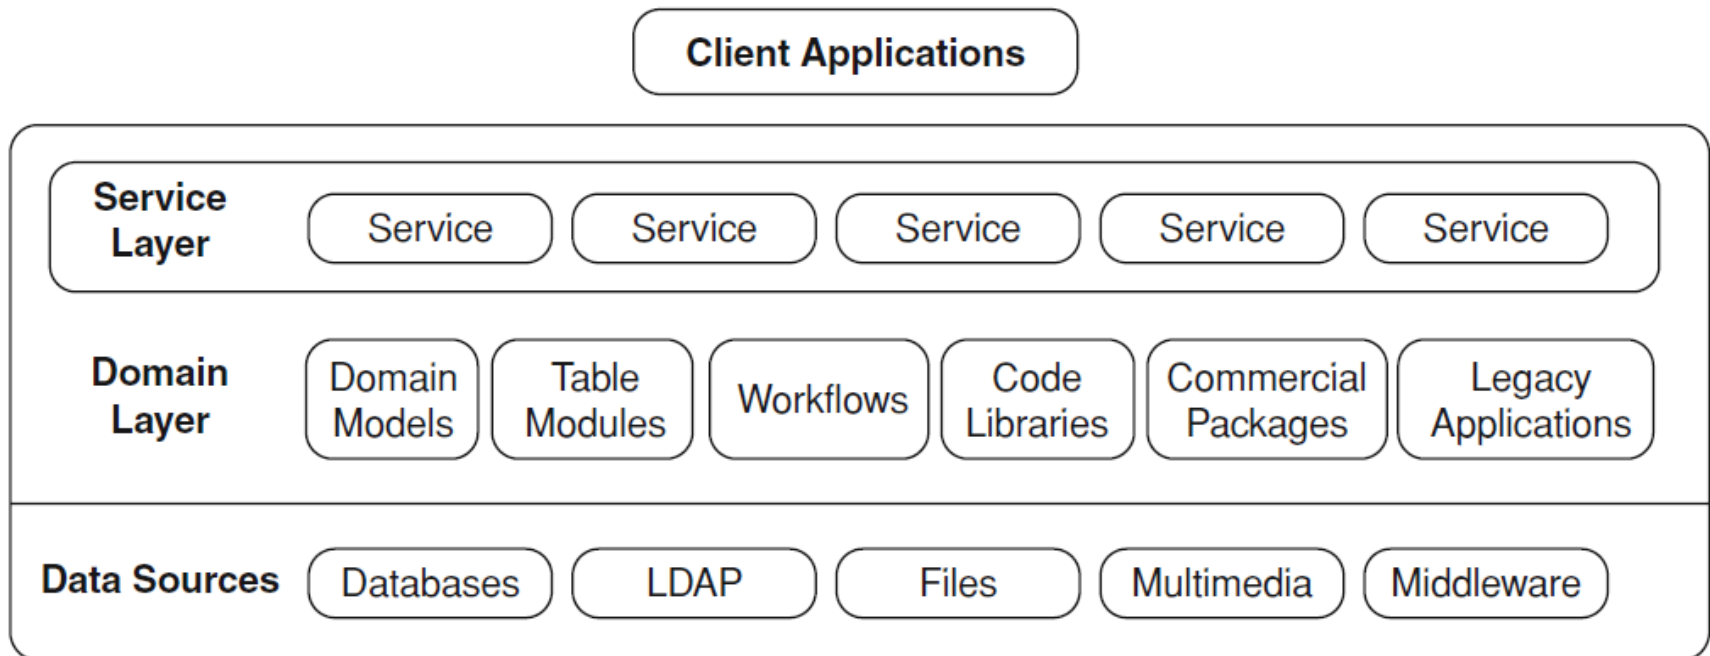 Client Applications
Service
Layer
Service
Service
Service
Service
Service
Domain
Layer
Domain
Models
Table
Modules
Workflows
Code
Libraries
Commercial
Packages
Legacy
Applications
Data Sources
Databases
LDAP
Files
Multimedia
Middleware